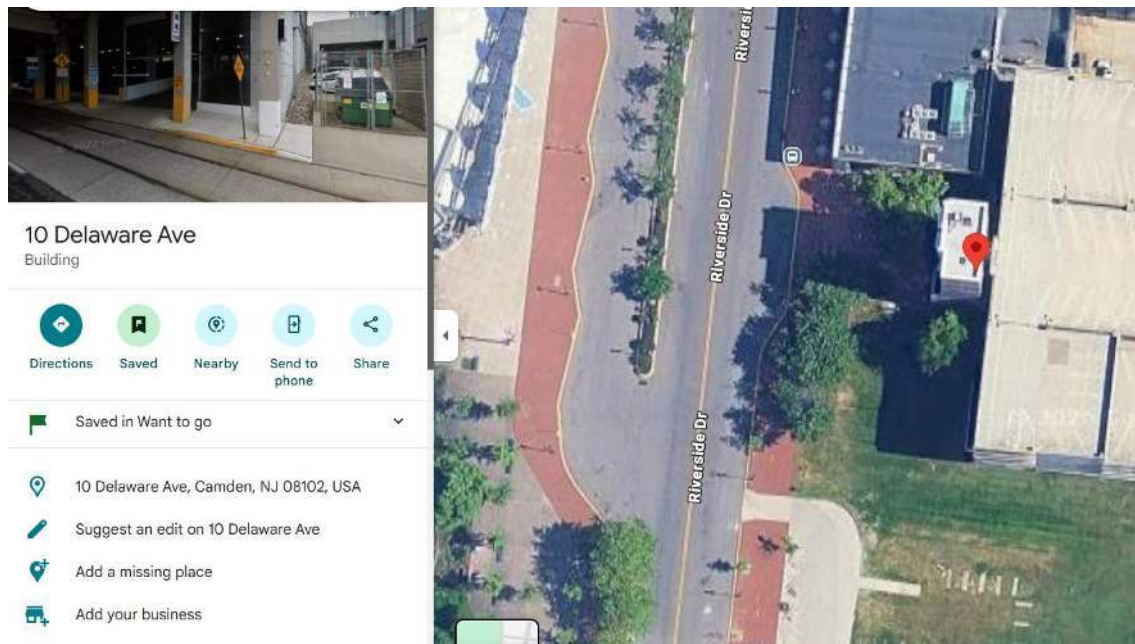 10 Delaware Ave
Building
Directions
Saved
Nearby
Send to
phone
Share
Saved in Want to go
10 Delaware Ave, Camden, NJ 08102, USA
Suggest an edit on 10 Delaware Ave
Add a missing place
Add your business
Riverside Dr
Riverside Dr
Riverside Dr